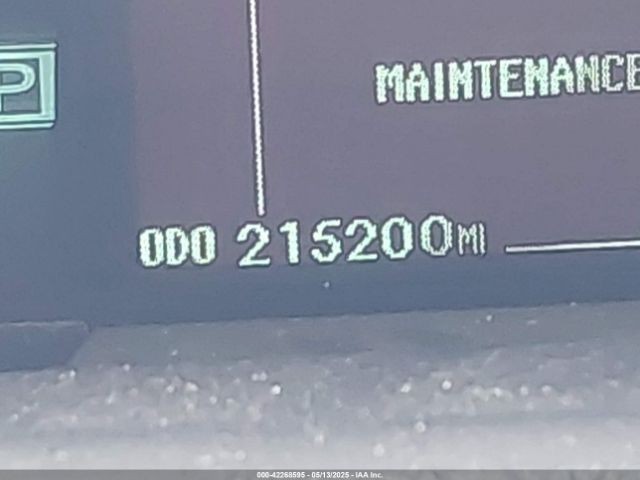 P
MAINTENANCE
ODO 215200MI
000-42268595 - 05/13/2025 - IAA Inc.